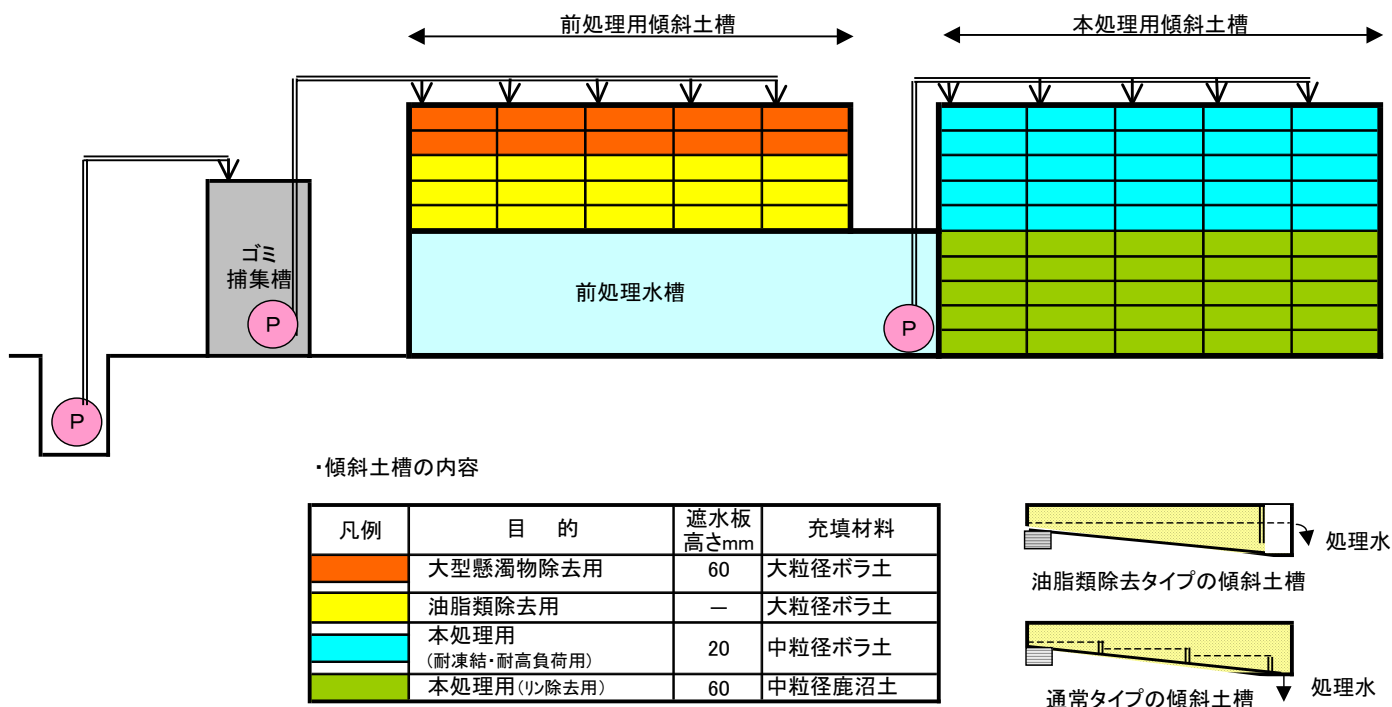 前処理用傾斜土槽
本処理用傾斜土槽
ゴミ
捕集槽
P
前処理水槽
P
P
・傾斜土槽の内容
凡例
目 的
遮水板
高さmm
充填材料
大型懸濁物除去用
60
大粒径ボラ土
油脂類除去用
―
大粒径ボラ土
本処理用
(耐凍結・耐高負荷用)
20
中粒径ボラ土
本処理用(リン除去用)
60
中粒径鹿沼土
処理水
油脂類除去タイプの傾斜土槽
処理水
通常タイプの傾斜土槽